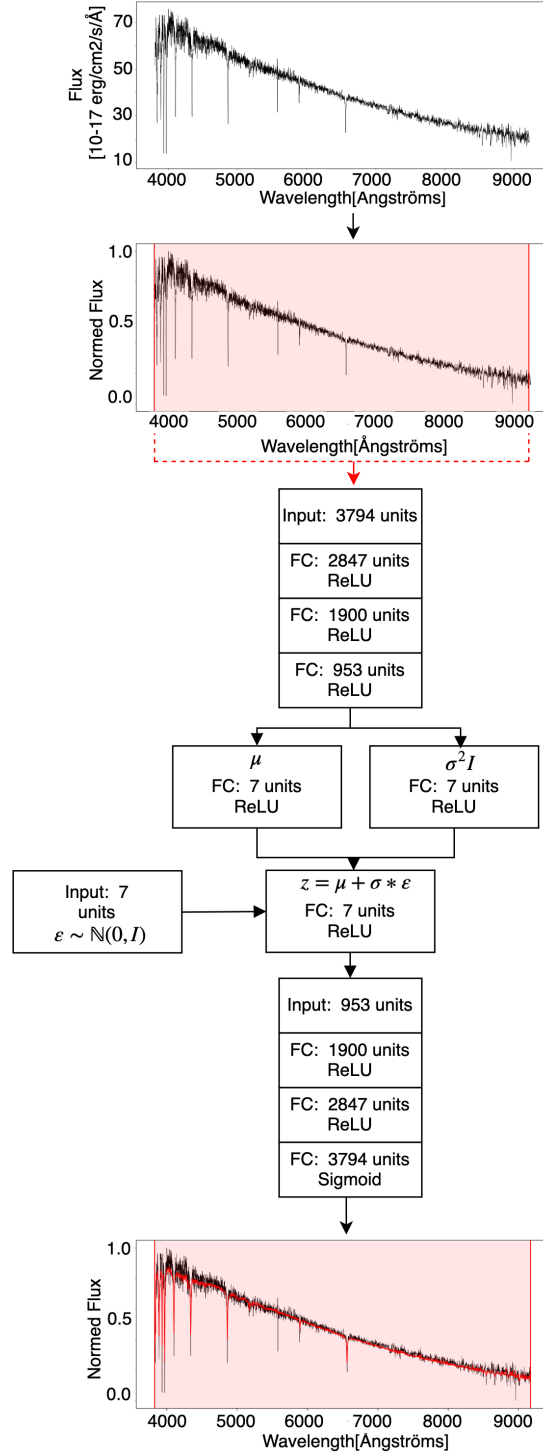 70
50
30
10
Flux
[10-17 erg/cm2/s/Å]
4000 5000 6000 7000 8000 9000
Wavelength[Angströms]
1.0
0.5
0.0
Normed Flux
4000 5000 6000 7000 8000 9000
Wavelength[Ångströms]
Input: 3794 units
FC: 2847 units
ReLU
FC: 1900 units
ReLU
FC: 953 units
ReLU
μ
FC: 7 units
ReLU
σ²I
FC: 7 units
ReLU
Input: 7
units
ε ∼ ℕ(0, I)
z = μ + σ * ε
FC: 7 units
ReLU
Input: 953 units
FC: 1900 units
ReLU
FC: 2847 units
ReLU
FC: 3794 units
Sigmoid
1.0
0.5
0.0
Normed Flux
4000 5000 6000 7000 8000 9000
Wavelength[Ångströms]